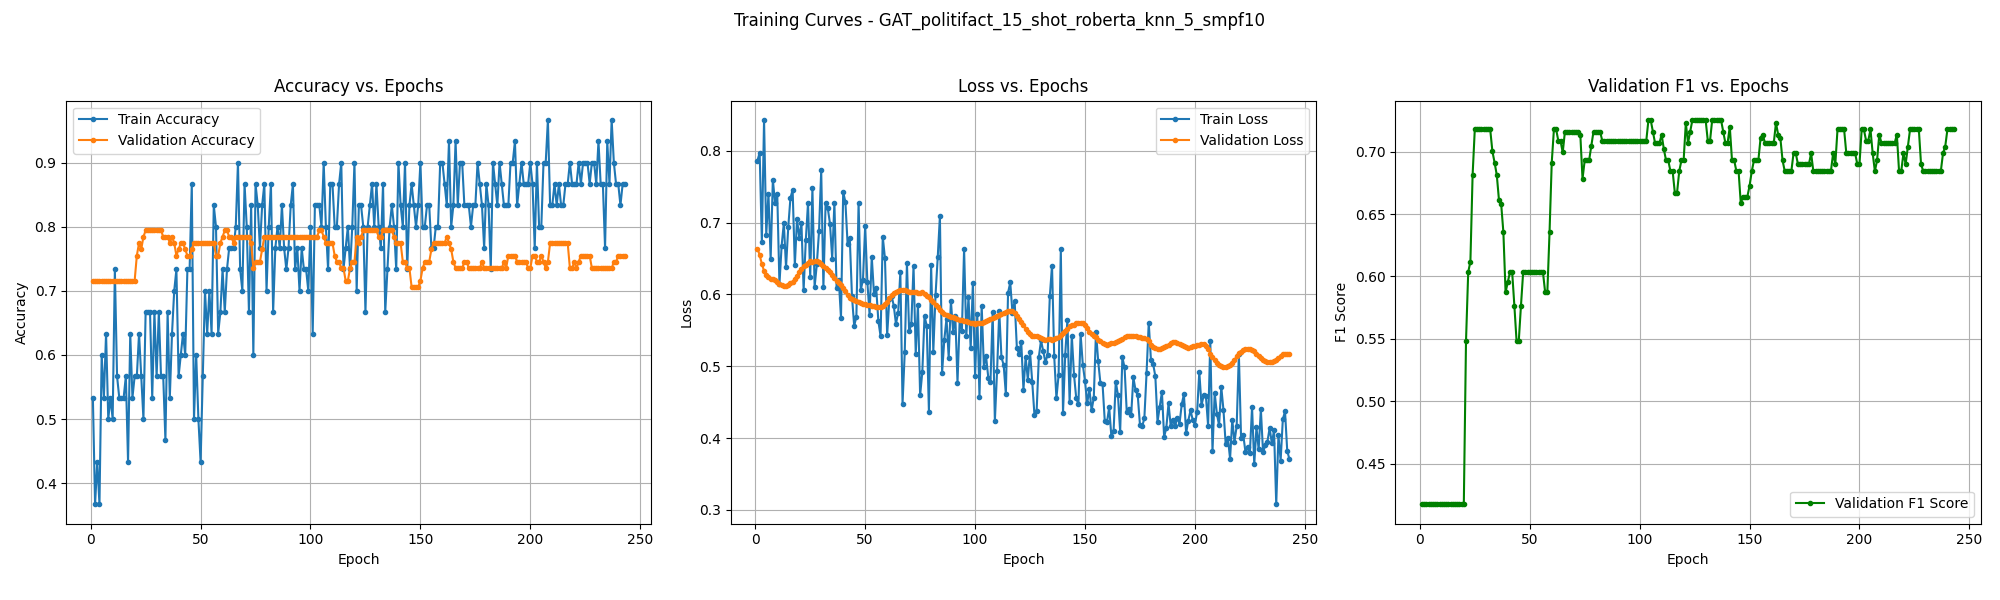 Training Curves - GAT_politifact_15_shot_roberta_knn_5_smpf10
Accuracy vs. Epochs
Train Accuracy
Validation Accuracy
Accuracy
0.9
0.8
0.7
0.6
0.5
0.4
0
50
100
150
200
250
Epoch
Loss vs. Epochs
Train Loss
Validation Loss
Loss
0.8
0.7
0.6
0.5
0.4
0.3
0
50
100
150
200
250
Epoch
Validation F1 vs. Epochs
Validation F1 Score
F1 Score
0.70
0.65
0.60
0.55
0.50
0.45
0
50
100
150
200
250
Epoch